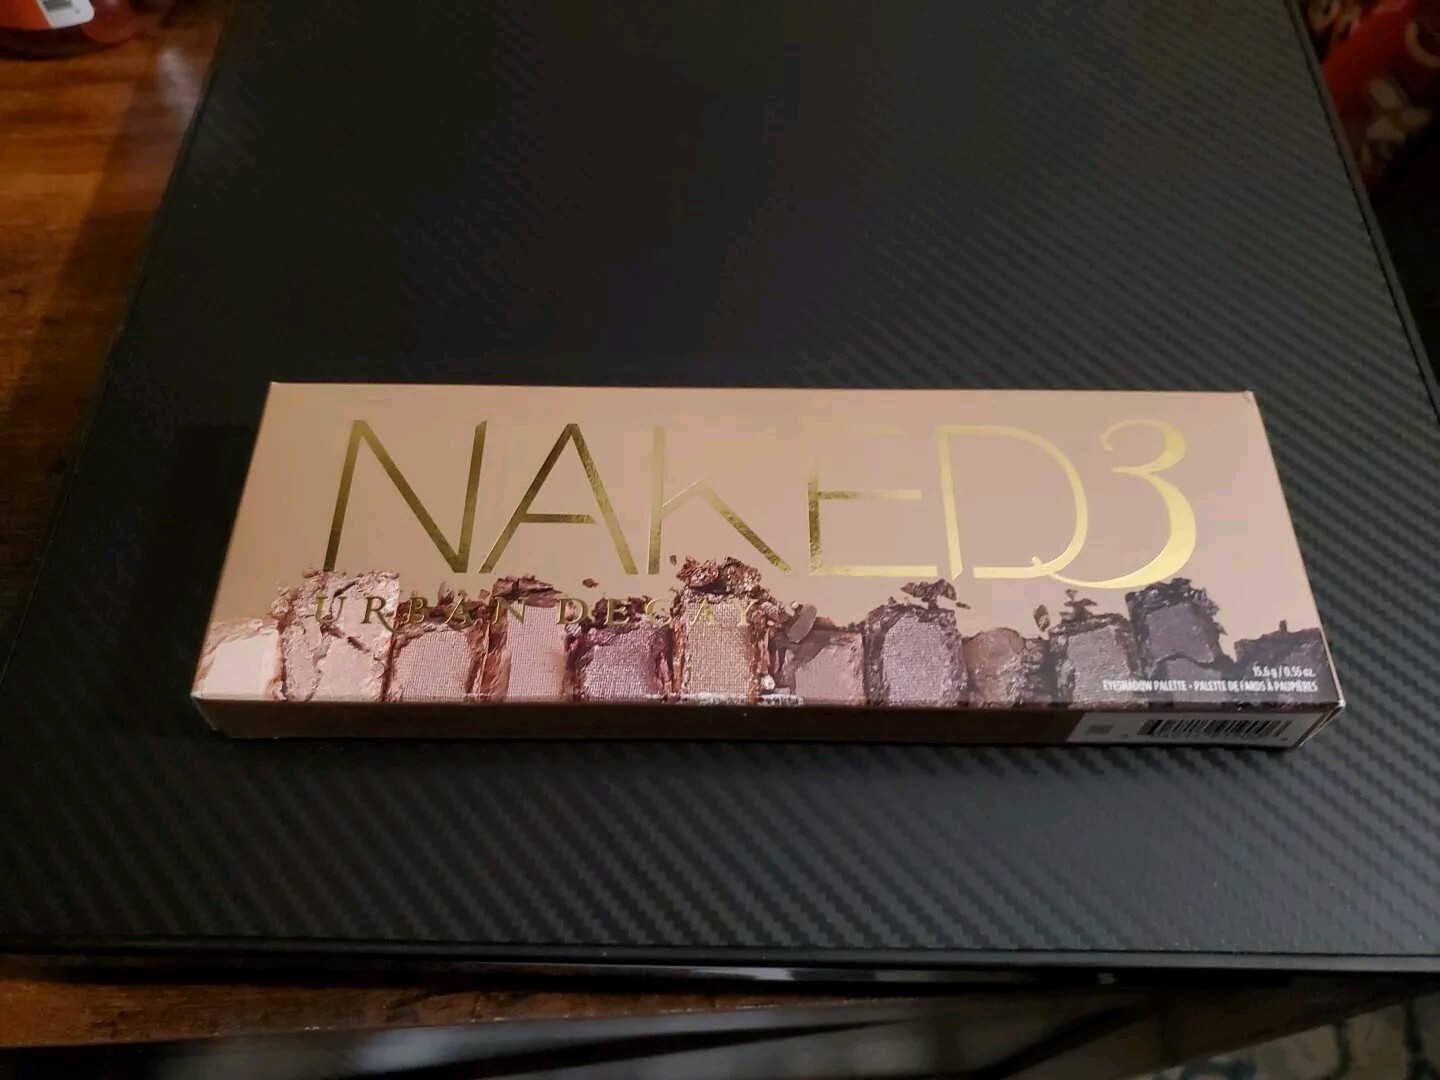 NAKED3
URBAN DECAY
15.6 g / 0.55 oz.
EYESHADOW PALETTE • PALETTE DE FARDS À PAUPIÈRES